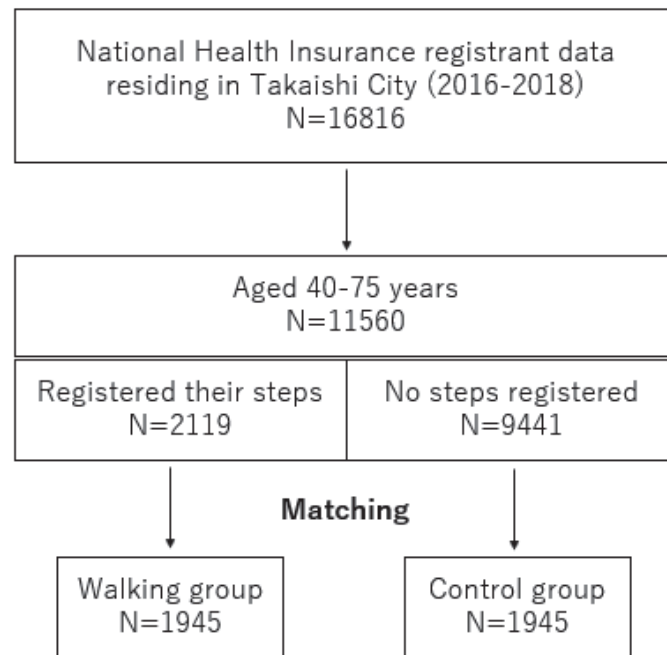 National Health Insurance registrant data
residing in Takaishi City (2016-2018)
N=16816
Aged 40-75 years
N=11560
Registered their steps
N=2119
No steps registered
N=9441
Matching
Walking group
N=1945
Control group
N=1945